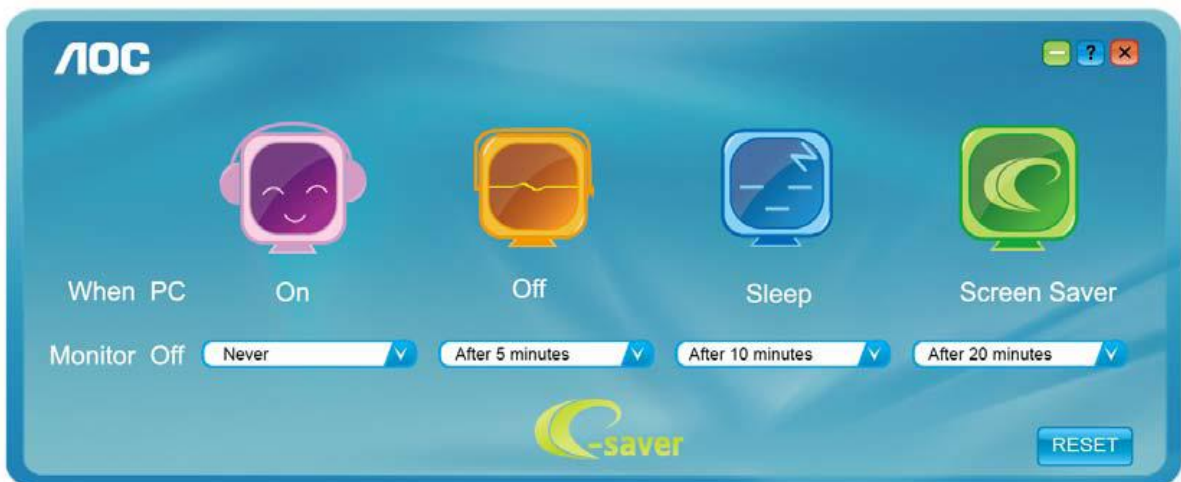 AOC
?
When PC On Off Sleep Screen Saver
Monitor Off Never After 5 minutes After 10 minutes After 20 minutes
e-saver
RESET